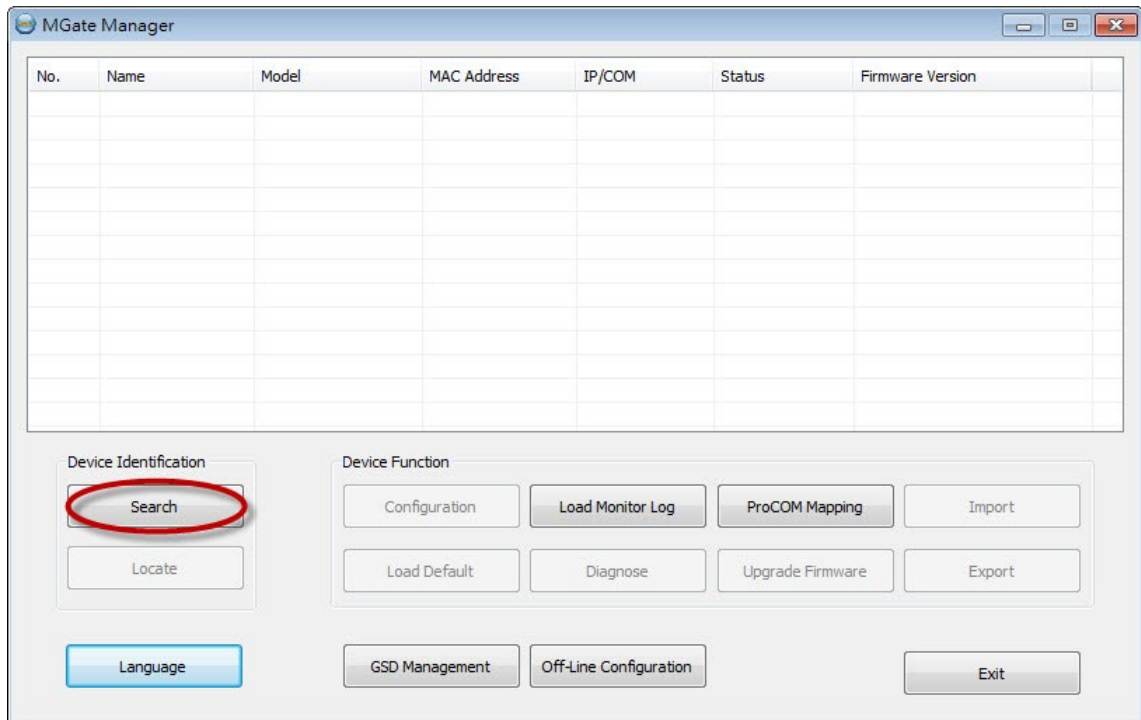 MGate Manager
No. Name Model MAC Address IP/COM Status Firmware Version
Device Identification Device Function
Search Configuration Load Monitor Log ProCOM Mapping Import
Locate Load Default Diagnose Upgrade Firmware Export
Language GSD Management Off-Line Configuration Exit